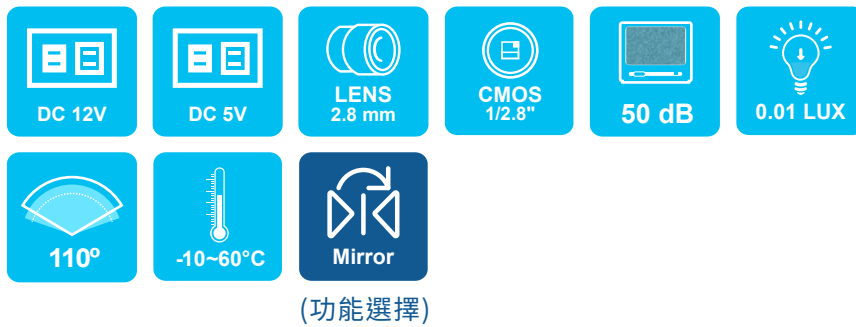 DC 12V
DC 5V
LENS
2.8 mm
CMOS
1/2.8"
50 dB
0.01 LUX
110º
-10~60°C
Mirror
(功能選擇)